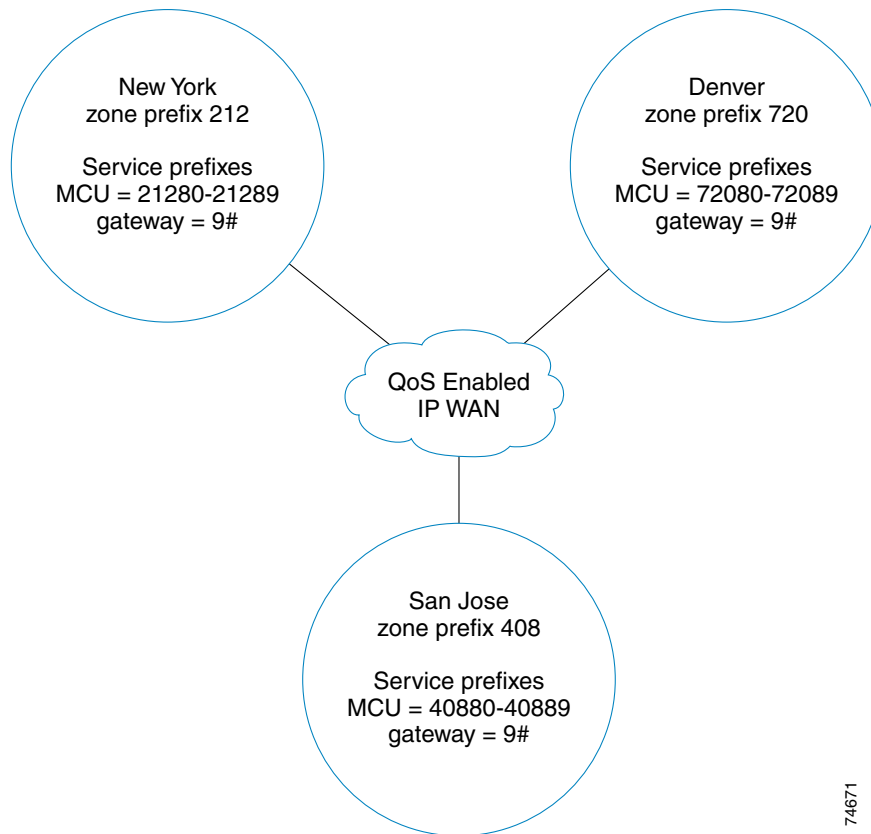 New York
zone prefix 212
Service prefixes
MCU = 21280-21289
gateway = 9#
Denver
zone prefix 720
Service prefixes
MCU = 72080-72089
gateway = 9#
QoS Enabled
IP WAN
San Jose
zone prefix 408
Service prefixes
MCU = 40880-40889
gateway = 9#
74671